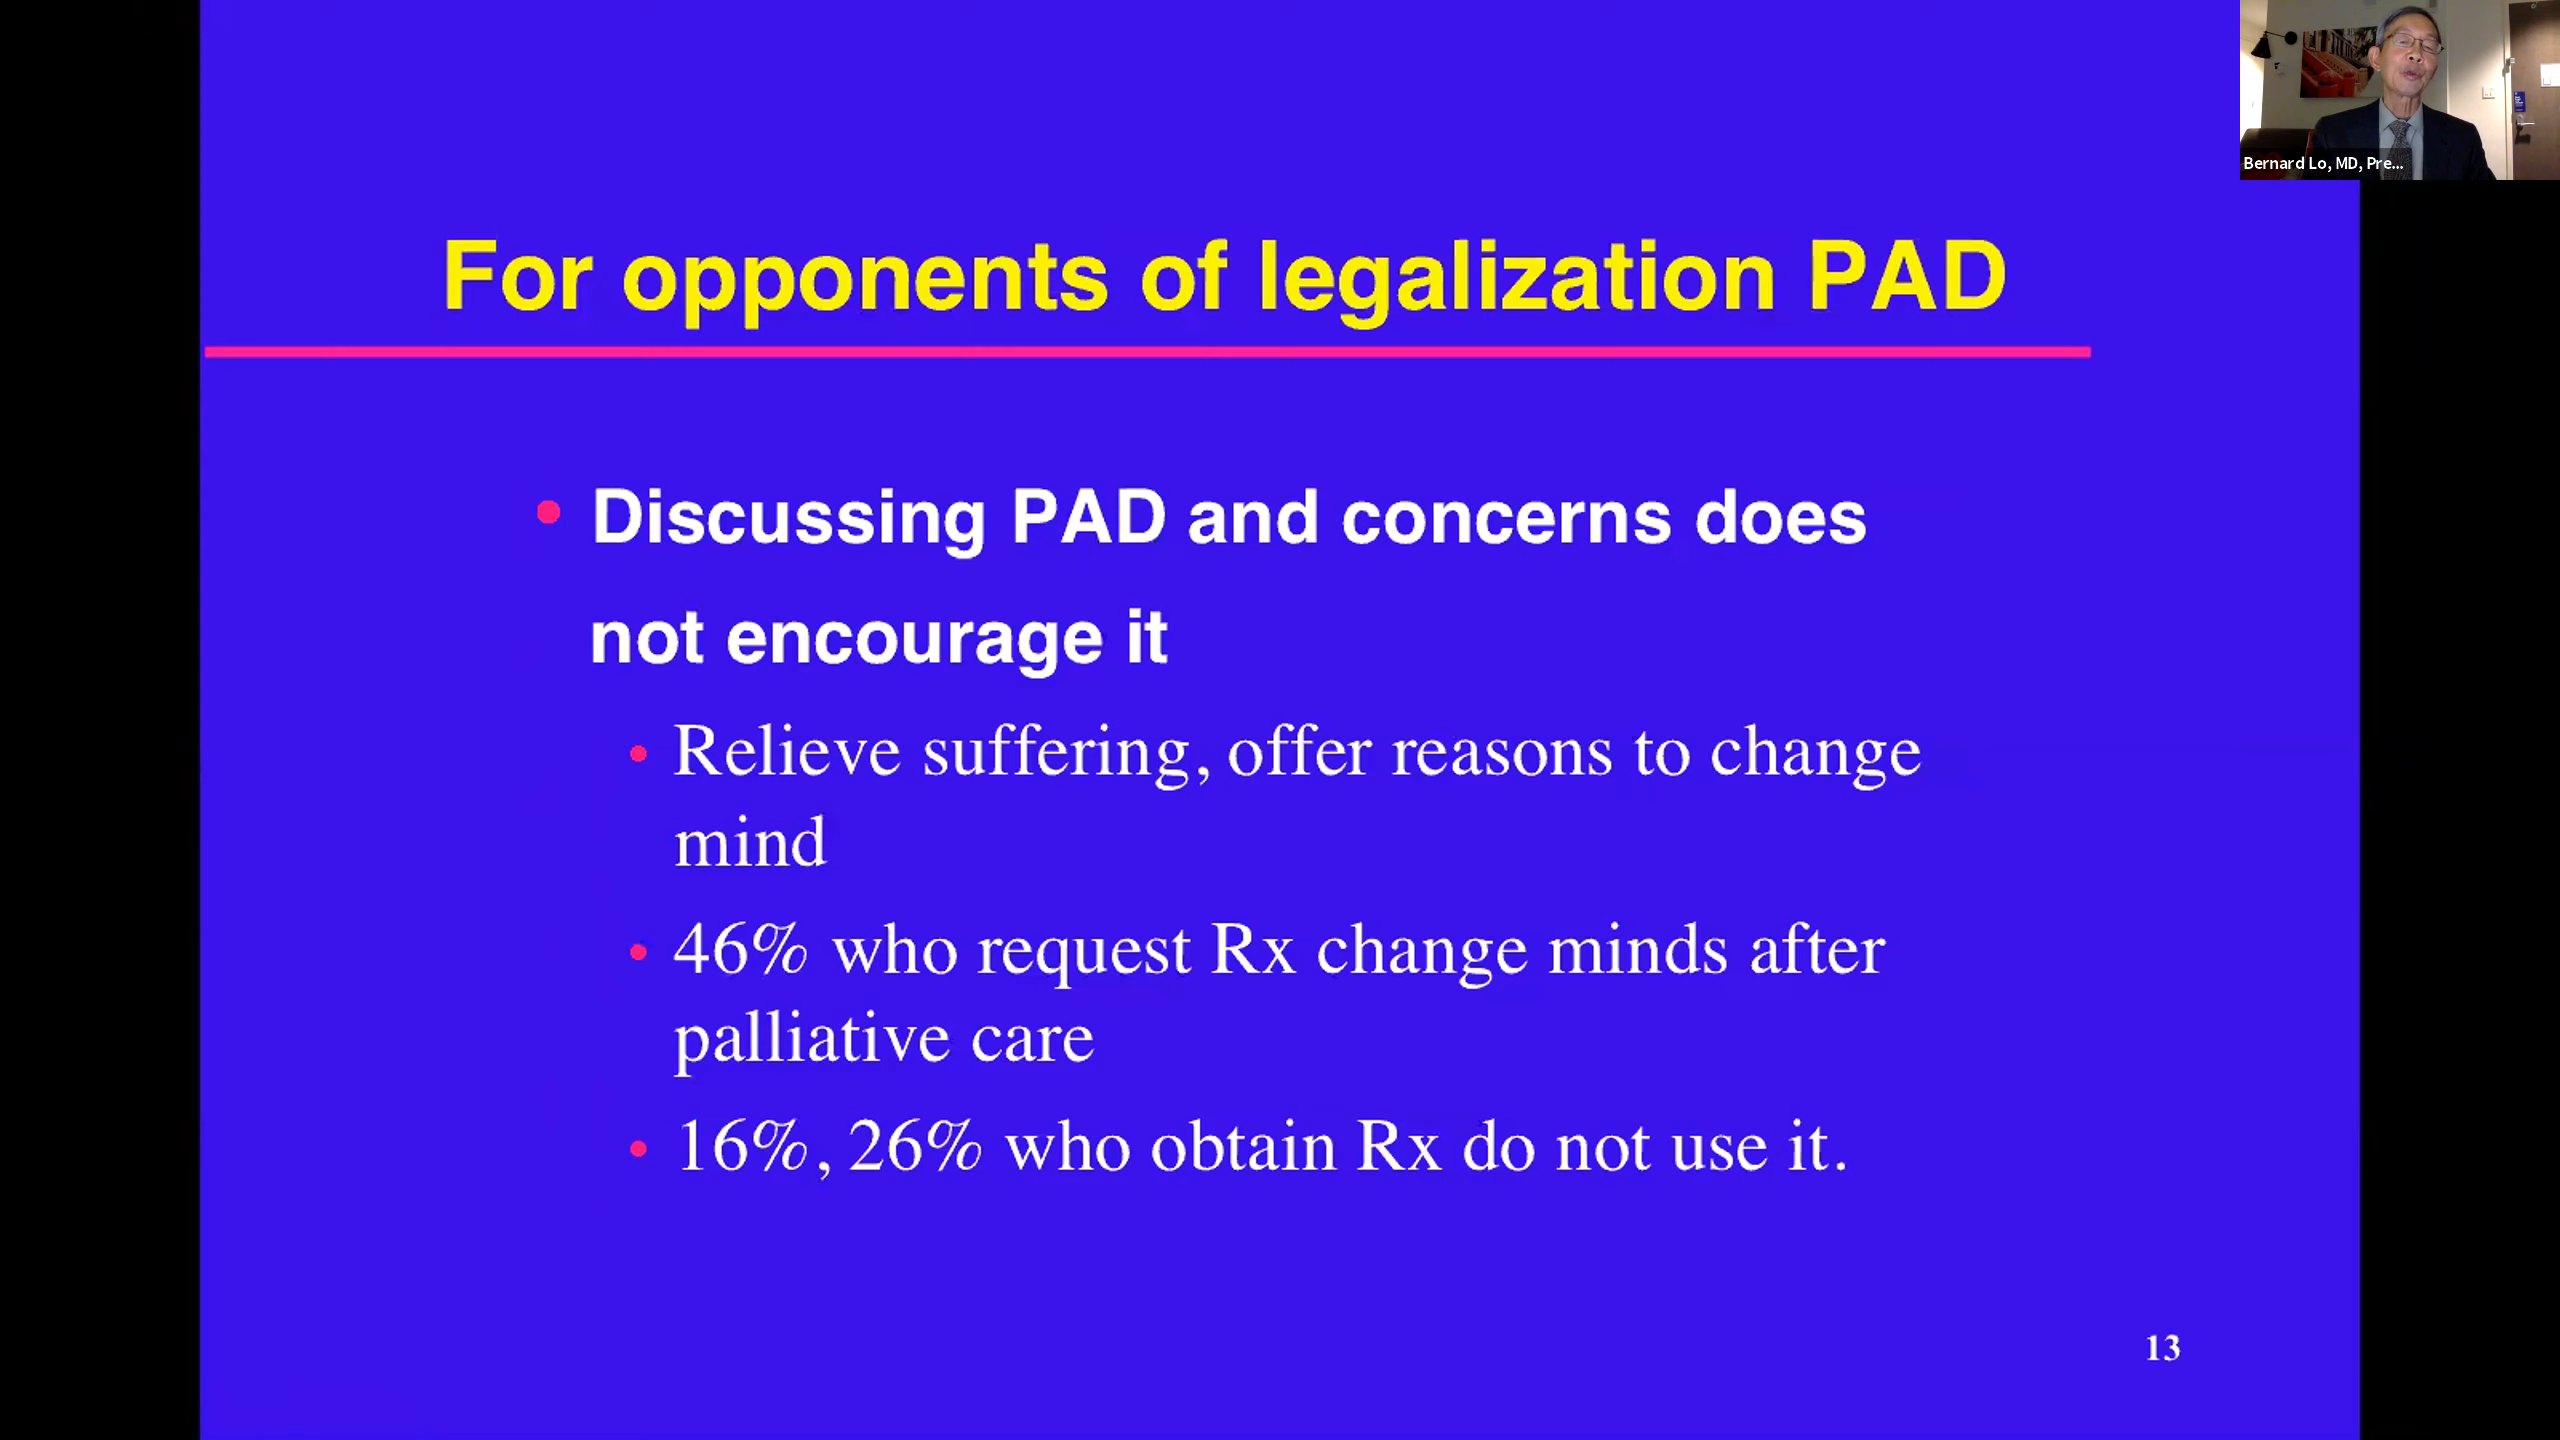 Bernard Lo, MD, Pre...
For opponents of legalization PAD
• Discussing PAD and concerns does
not encourage it
• Relieve suffering, offer reasons to change
mind
• 46% who request Rx change minds after
palliative care
• 16%, 26% who obtain Rx do not use it.
13